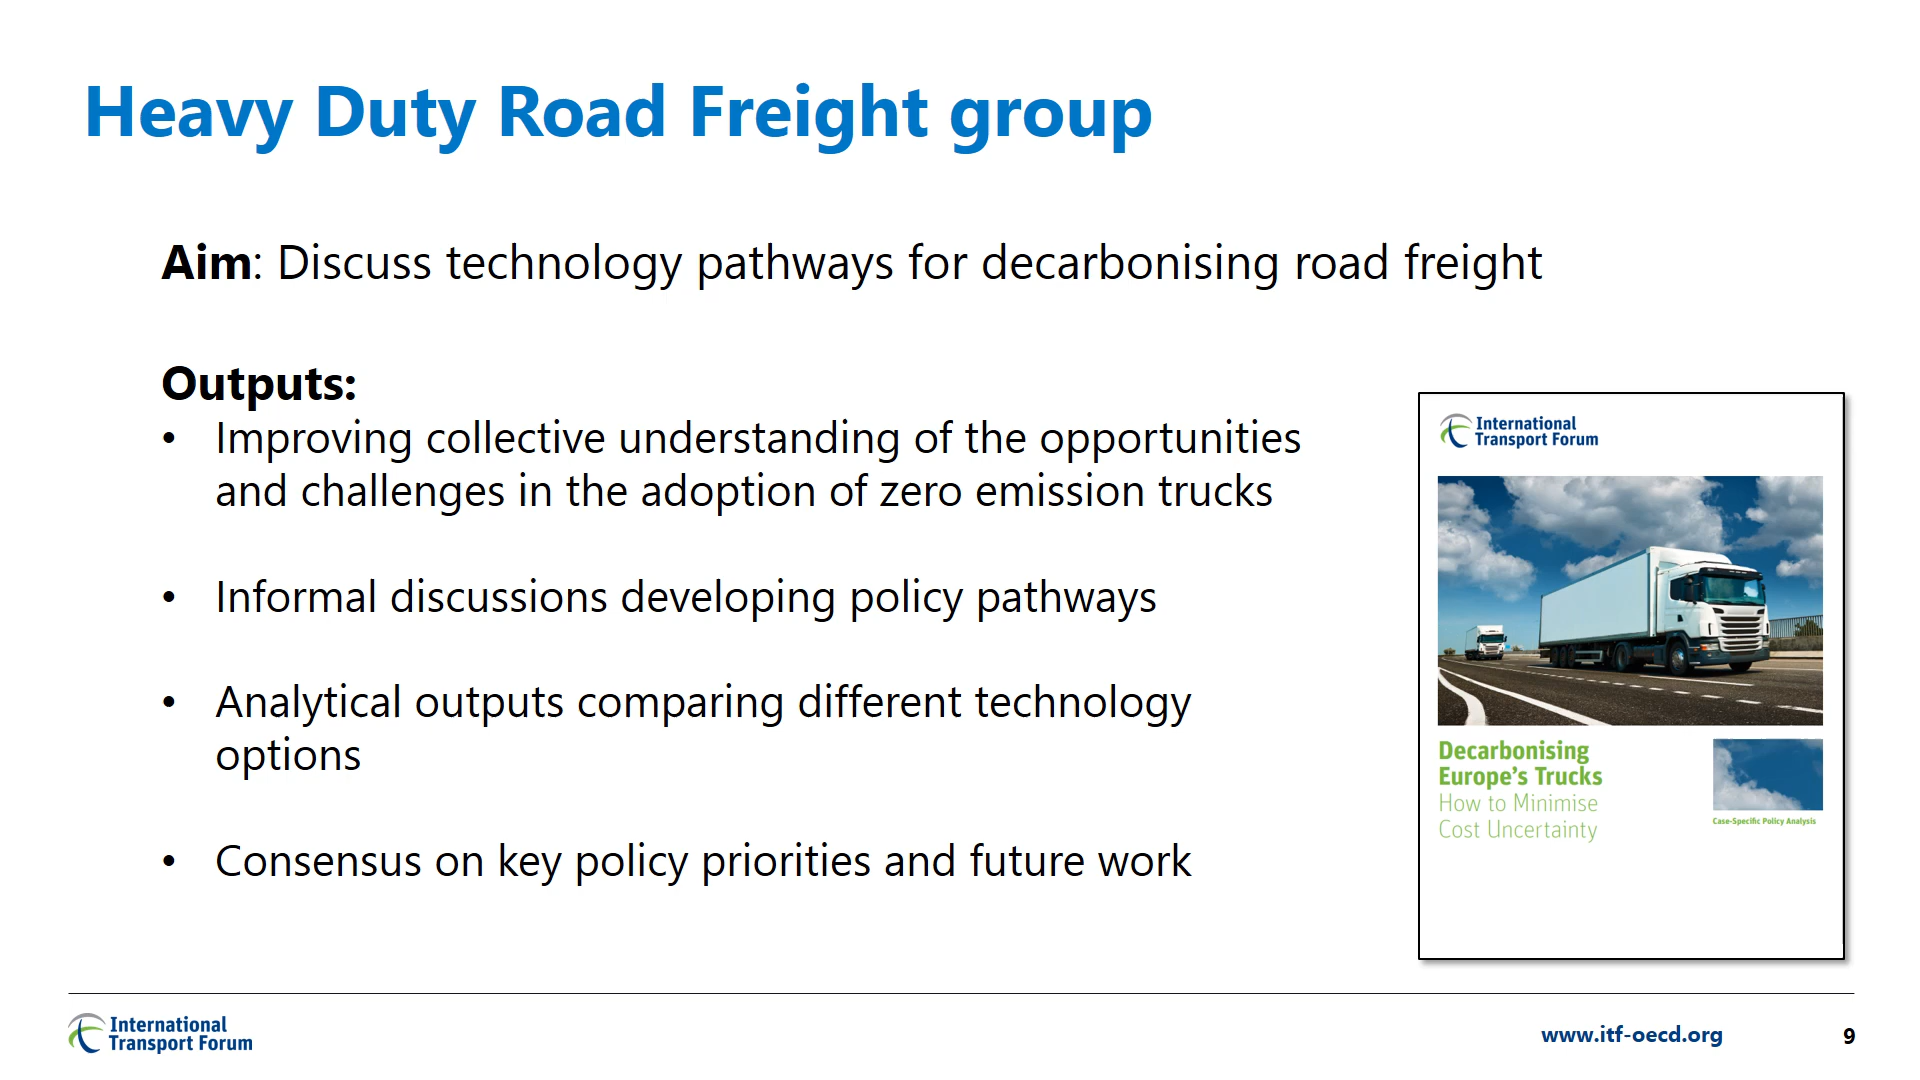 Heavy Duty Road Freight group
Aim: Discuss technology pathways for decarbonising road freight
Outputs:
• Improving collective understanding of the opportunities
and challenges in the adoption of zero emission trucks
• Informal discussions developing policy pathways
• Analytical outputs comparing different technology
options
• Consensus on key policy priorities and future work
International
Transport Forum
Decarbonising
Europe's Trucks
How to Minimise
Cost Uncertainty
Case-Specific Policy Analysis
International
Transport Forum
www.itf-oecd.org
9